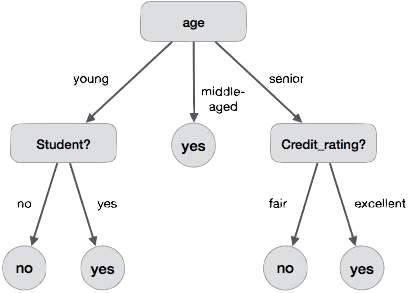 age
young
middle-
aged
senior
Student?
yes
Credit_rating?
no
yes
fair
excellent
no
yes
no
yes